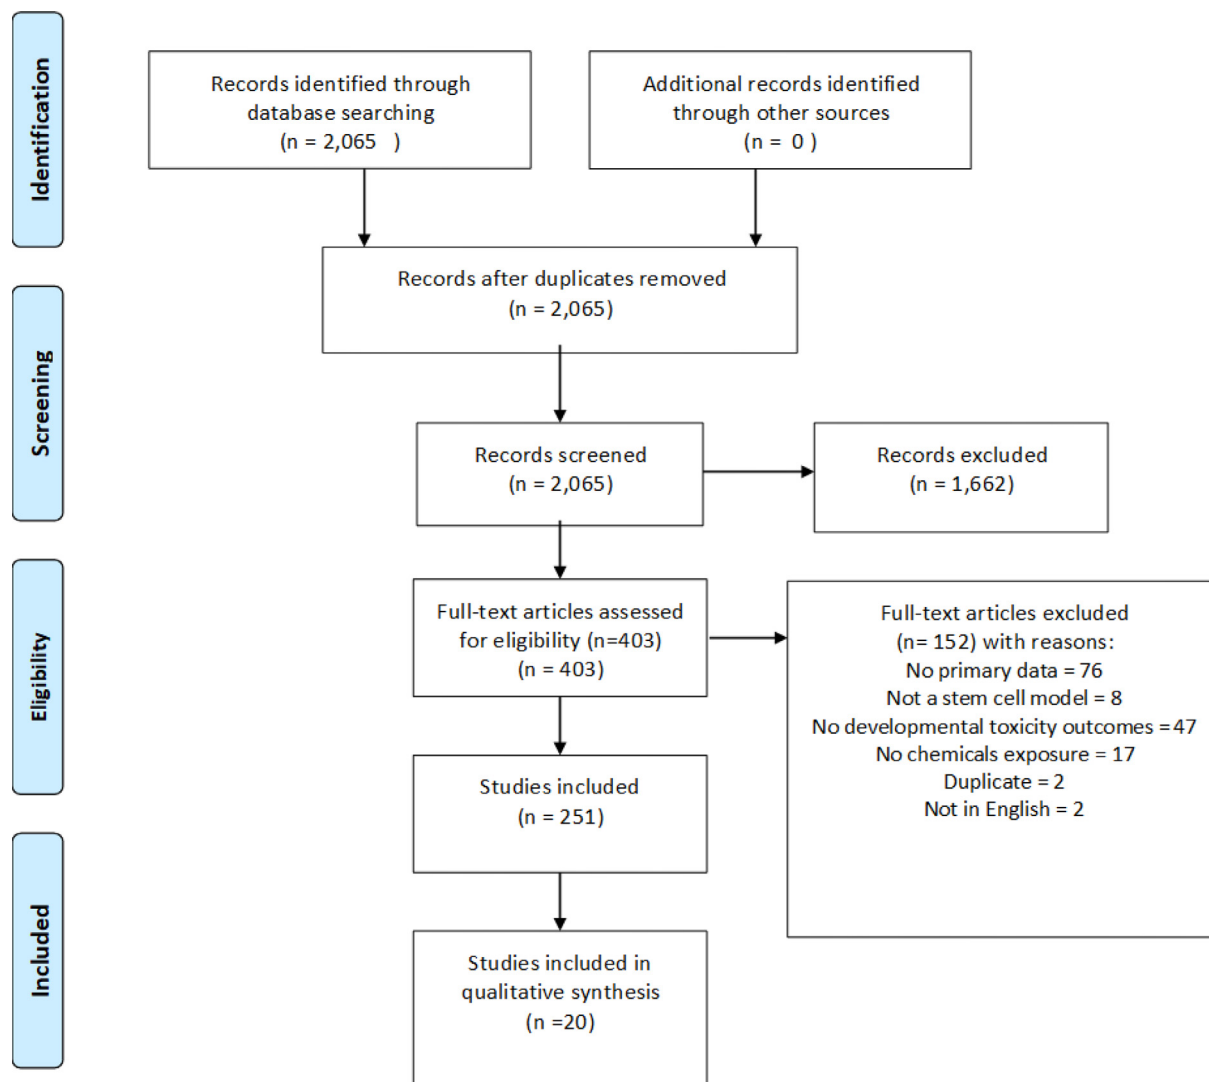 Identification
Records identified through
database searching
(n = 2,065 )
Additional records identified
through other sources
(n = 0 )
Records after duplicates removed
(n = 2,065)
Screening
Records screened
(n = 2,065)
Records excluded
(n = 1,662)
Eligibility
Full-text articles assessed
for eligibility (n=403)
(n = 403)
Full-text articles excluded
(n= 152) with reasons:
No primary data = 76
Not a stem cell model = 8
No developmental toxicity outcomes = 47
No chemicals exposure = 17
Duplicate = 2
Not in English = 2
Studies included
(n = 251)
Included
Studies included in
qualitative synthesis
(n =20)